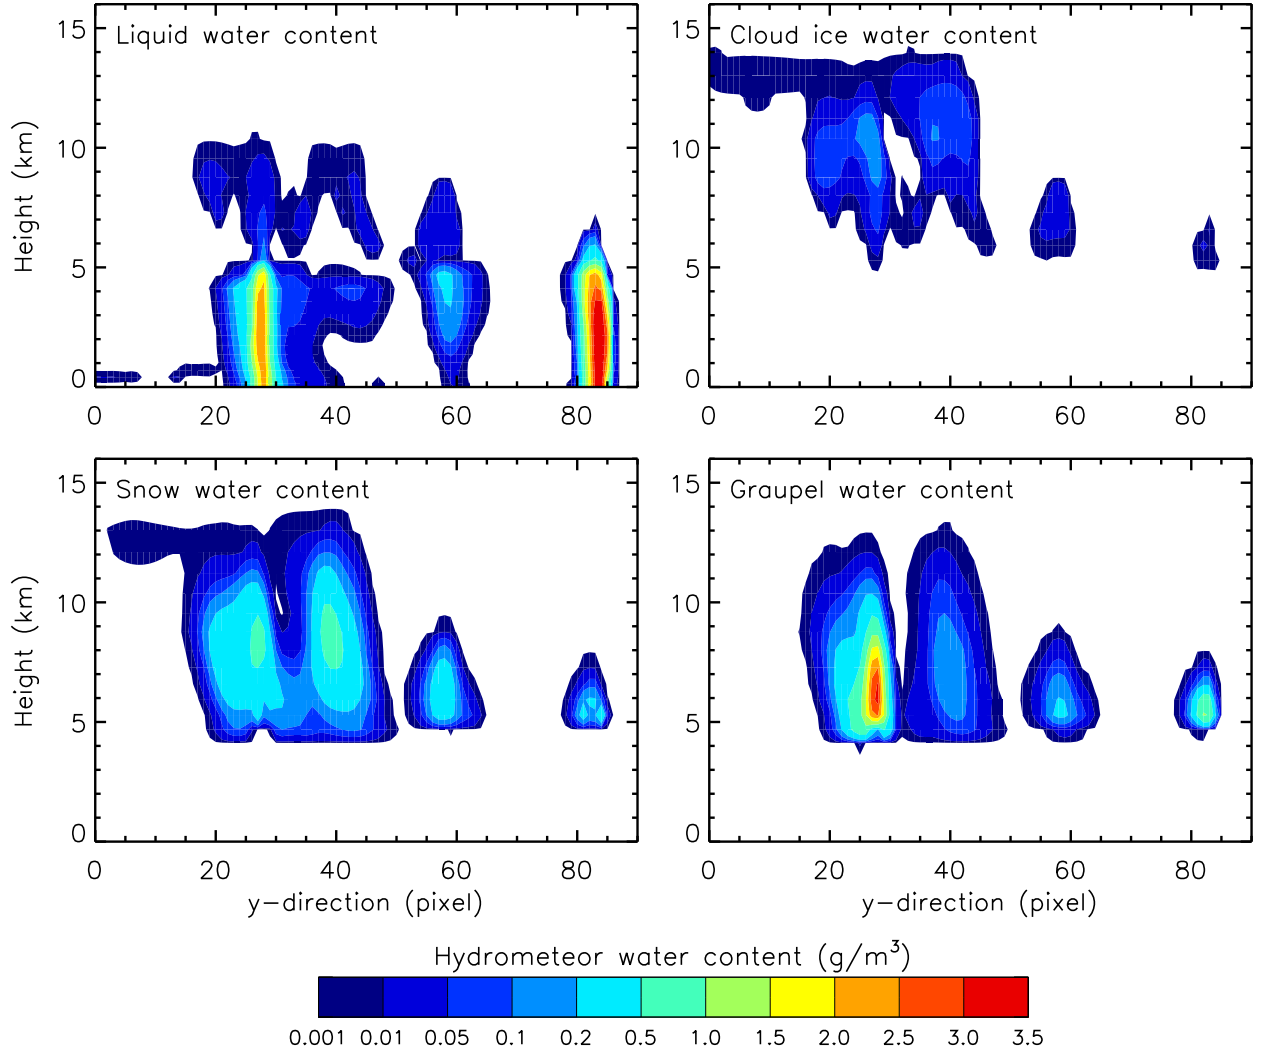 Liquid water content
Cloud ice water content
15
10
5
0
Height (km)
0 20 40 60 80
15
10
5
0
0 20 40 60 80
Snow water content
Graupel water content
15
10
5
0
Height (km)
0 20 40 60 80
y-direction (pixel)
15
10
5
0
0 20 40 60 80
y-direction (pixel)
Hydrometeor water content (g/m³)
0.001 0.01 0.05 0.1 0.2 0.5 1.0 1.5 2.0 2.5 3.0 3.5